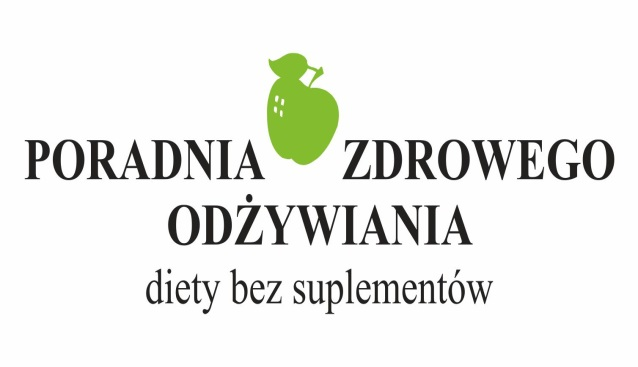 PORADNIA ZDROWEGO
ODŻYWIANIA
diety bez suplementów